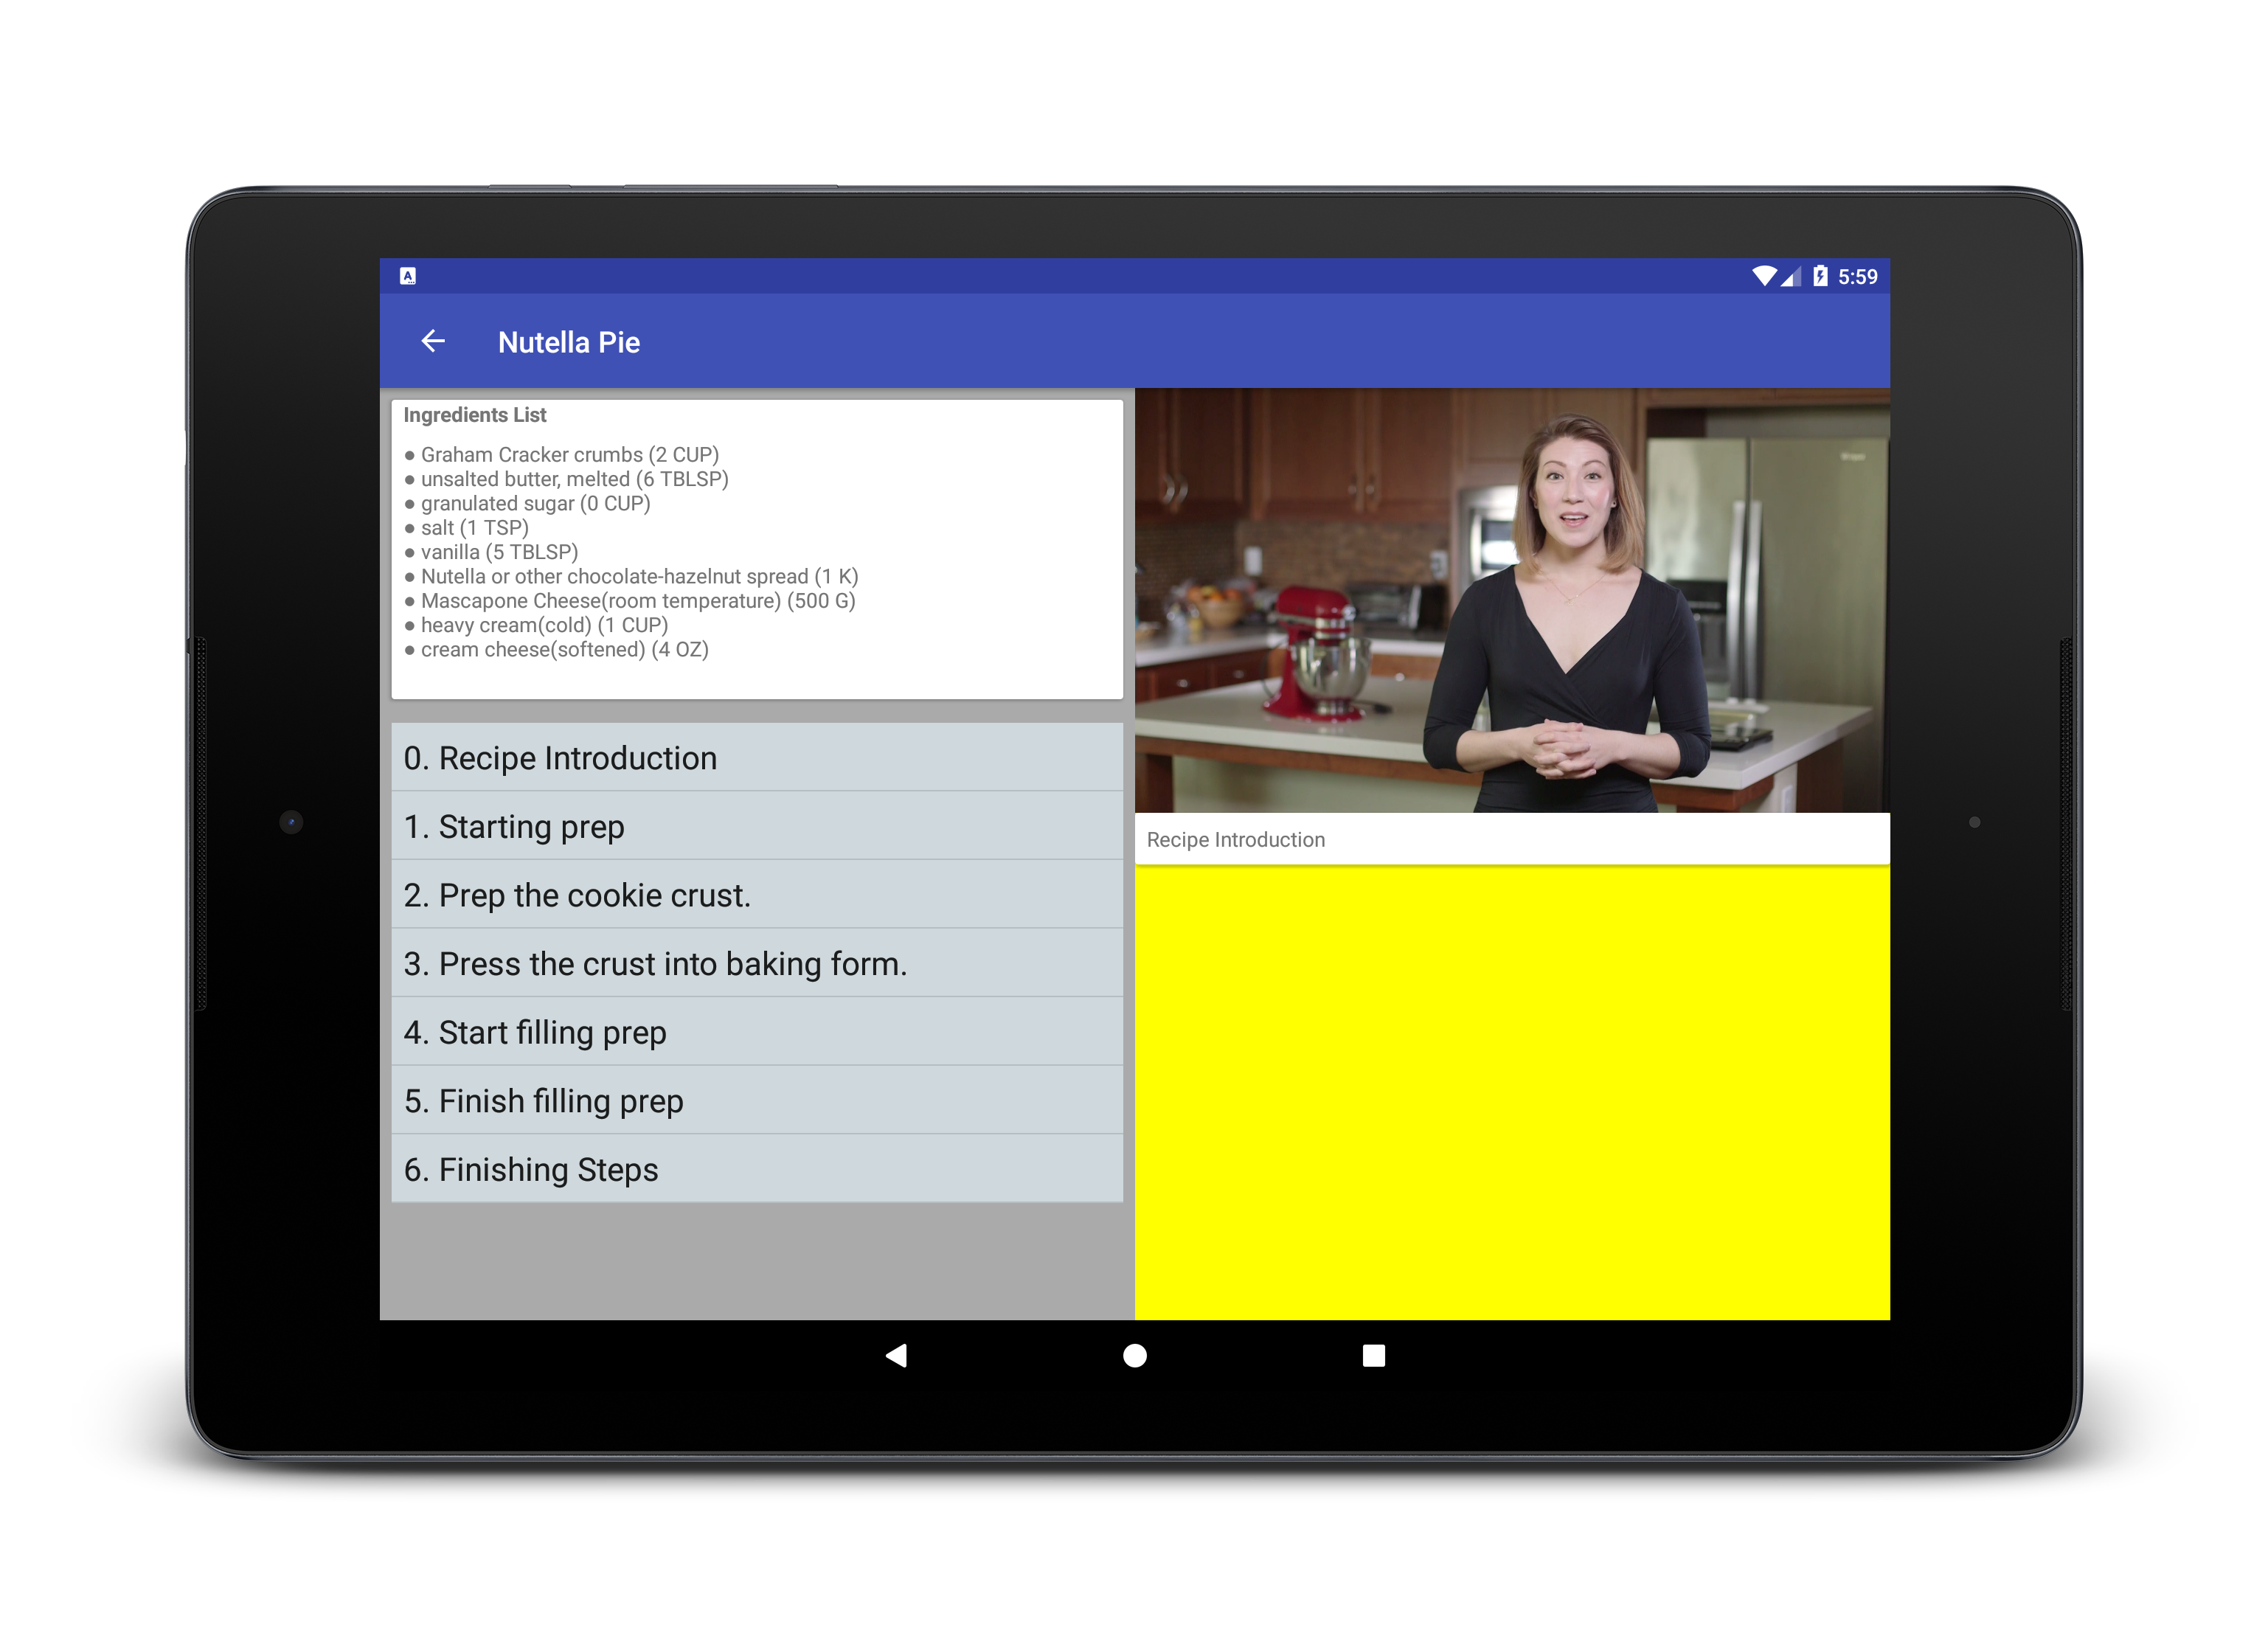 5:59
Nutella Pie
Ingredients List
● Graham Cracker crumbs (2 CUP)
● unsalted butter, melted (6 TBLSP)
● granulated sugar (0 CUP)
● salt (1 TSP)
● vanilla (5 TBLSP)
● Nutella or other chocolate-hazelnut spread (1 K)
● Mascapone Cheese(room temperature) (500 G)
● heavy cream(cold) (1 CUP)
● cream cheese(softened) (4 OZ)
0. Recipe Introduction
1. Starting prep
2. Prep the cookie crust.
3. Press the crust into baking form.
4. Start filling prep
5. Finish filling prep
6. Finishing Steps
Recipe Introduction